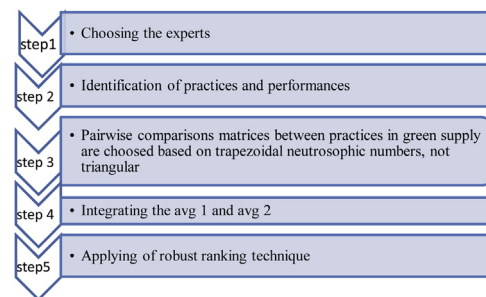 step1
• Choosing the experts
step 2
• Identification of practices and performances
step 3
• Pairwise comparisons matrices between practices in green supply
are choosed based on trapezoidal neutrosophic numbers, not
triangular
step 4
• Integrating the avg 1 and avg 2
step5
• Applying of robust ranking technique